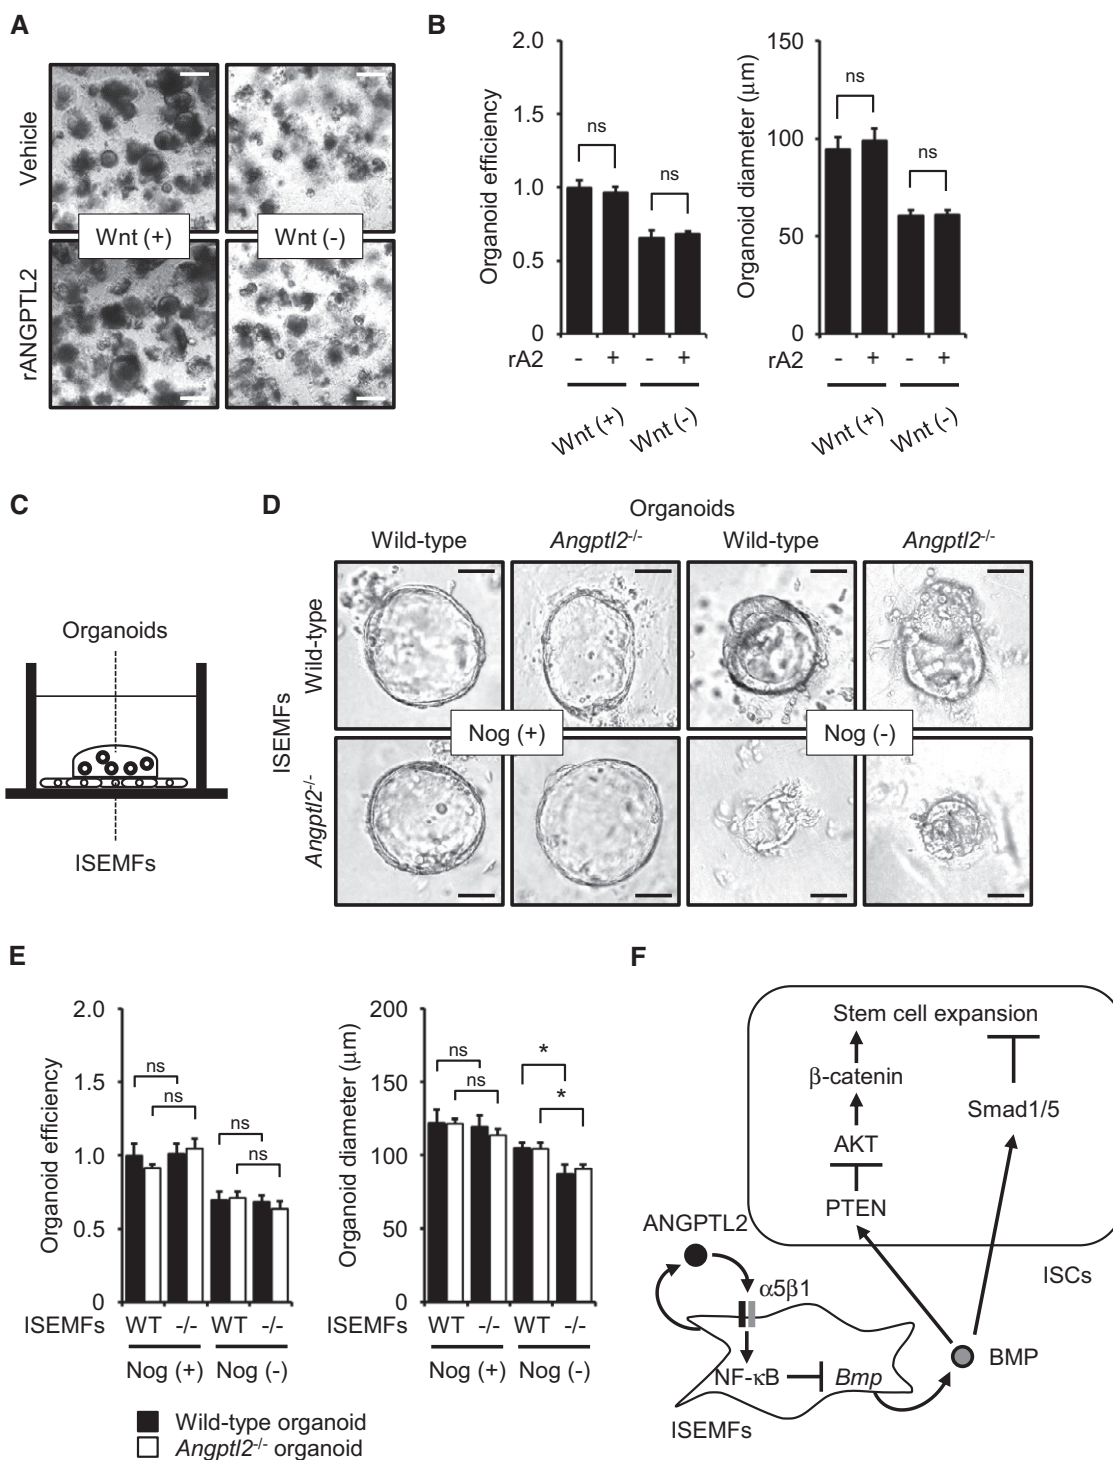 A
Vehicle
rANGPTL2
Wnt (+)
Wnt (-)
B
Organoid efficiency
2.0
1.5
1.0
0.5
0
ns
ns
rA2
- + - +
Wnt (+)
Wnt (-)
Organoid diameter (μm)
150
100
50
0
ns
ns
rA2
- + - +
Wnt (+)
Wnt (-)
C
Organoids
ISEMFs
D
Organoids
Wild-type
Angptl2-/-
Wild-type
Angptl2-/-
ISEMFs
Wild-type
Angptl2-/-
Nog (+)
Nog (-)
E
Organoid efficiency
2.0
1.5
1.0
0.5
0
ns
ns
ns
ns
ISEMFs
WT -/- WT -/-
Nog (+)
Nog (-)
Organoid diameter (μm)
200
150
100
50
0
ns
ns
*
*
ISEMFs
WT -/- WT -/-
Nog (+)
Nog (-)
Wild-type organoid
Angptl2-/- organoid
F
Stem cell expansion
β-catenin
Smad1/5
AKT
PTEN
ANGPTL2
ISCs
α5β1
NF-κB
Bmp
BMP
ISEMFs